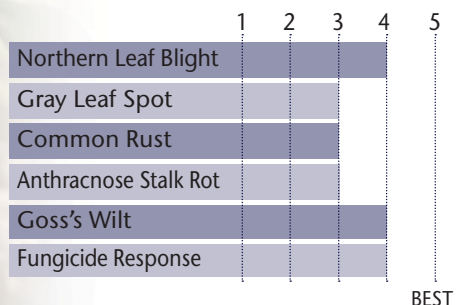 1 2 3 4 5
Northern Leaf Blight
Gray Leaf Spot
Common Rust
Anthracnose Stalk Rot
Goss's Wilt
Fungicide Response
BEST